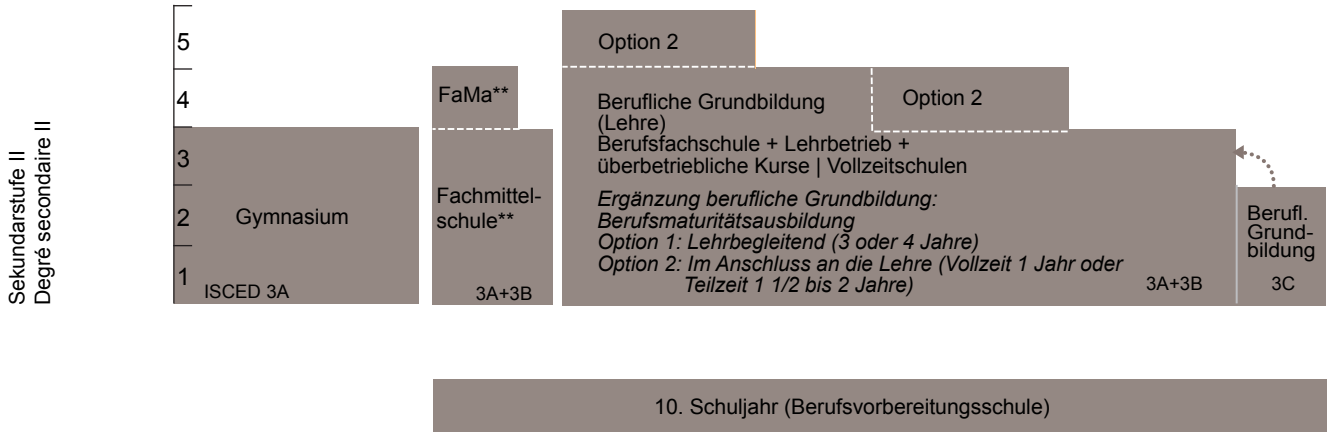 Sekundarstufe II
Degré secondaire II
5
4
3
2
1
Gymnasium
ISCED 3A
FaMa**
Fachmittel-
schule**
3A+3B
Option 2
Option 2
Berufliche Grundbildung
(Lehre)
Berufsfachschule + Lehrbetrieb +
überbetriebliche Kurse | Vollzeitschulen
Ergänzung berufliche Grundbildung:
Berufsmaturitätsausbildung
Option 1: Lehrbegleitend (3 oder 4 Jahre)
Option 2: Im Anschluss an die Lehre (Vollzeit 1 Jahr oder
Teilzeit 1 1/2 bis 2 Jahre)
3A+3B
Berufl.
Grund-
bildung
3C
10. Schuljahr (Berufsvorbereitungsschule)